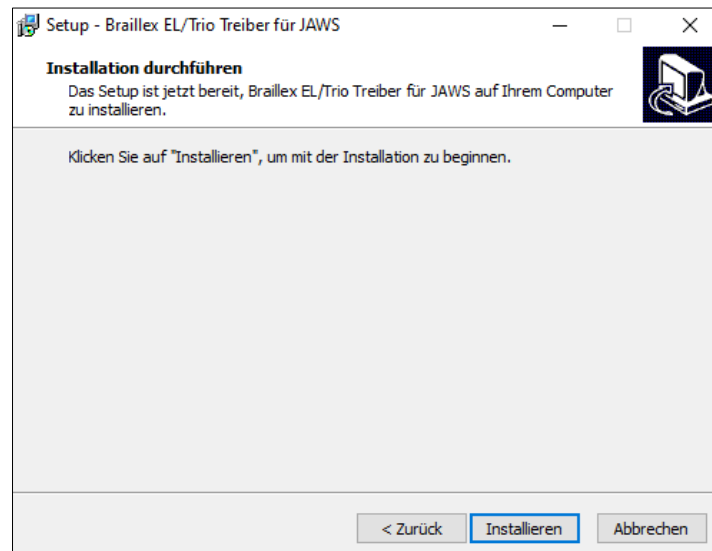 Setup - Braillex EL/Trio Treiber für JAWS
Installation durchführen
Das Setup ist jetzt bereit, Braillex EL/Trio Treiber für JAWS auf Ihrem Computer
zu installieren.
Klicken Sie auf "Installieren", um mit der Installation zu beginnen.
< Zurück Installieren Abbrechen